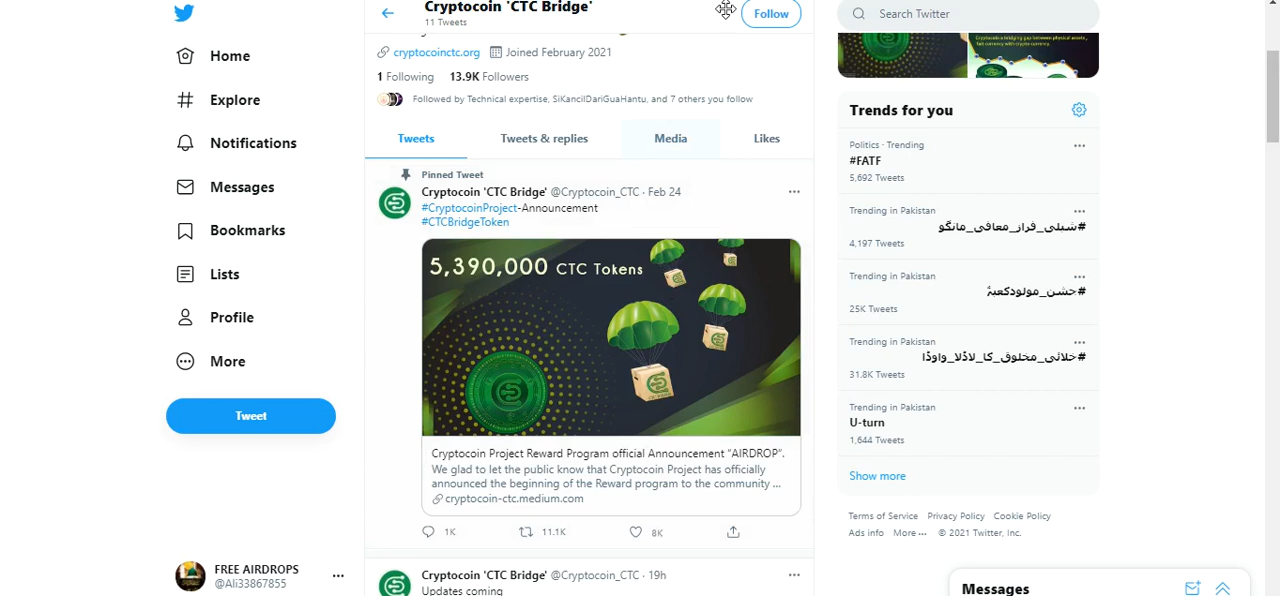 Home
Explore
Notifications
Messages
Bookmarks
Lists
Profile
More
Tweet
FREE AIRDROPS
@Ali33867855
Cryptocoin 'CTC Bridge'
11 Tweets
Follow
cryptocoinctc.org Joined February 2021
1 Following 13.9K Followers
Followed by Technical expertise, SiKancilDariGuaHantu, and 7 others you follow
Tweets Tweets & replies Media Likes
Pinned Tweet
Cryptocoin 'CTC Bridge' @Cryptocoin_CTC · Feb 24
#CryptocoinProject-Announcement
#CTCBridgeToken
5,390,000 CTC Tokens
Cryptocoin Project Reward Program official Announcement “AIRDROP”.
We glad to let the public know that Cryptocoin Project has officially
announced the beginning of the Reward program to the community ...
cryptocoin-ctc.medium.com
1K 11.1K 8K
Cryptocoin 'CTC Bridge' @Cryptocoin_CTC · 19h
Updates coming
Search Twitter
Trends for you
Politics · Trending
#FATF
5,692 Tweets
Trending in Pakistan
#شبلی_فراز_معافی_مانگو
4,197 Tweets
Trending in Pakistan
#جشن_مولودکعبہؑ
25K Tweets
Trending in Pakistan
#خلائی_مخلوق_کا_لاڈلا_واوڈا
31.8K Tweets
Trending in Pakistan
U-turn
1,644 Tweets
Show more
Terms of Service Privacy Policy Cookie Policy
Ads info More ··· © 2021 Twitter, Inc.
Messages